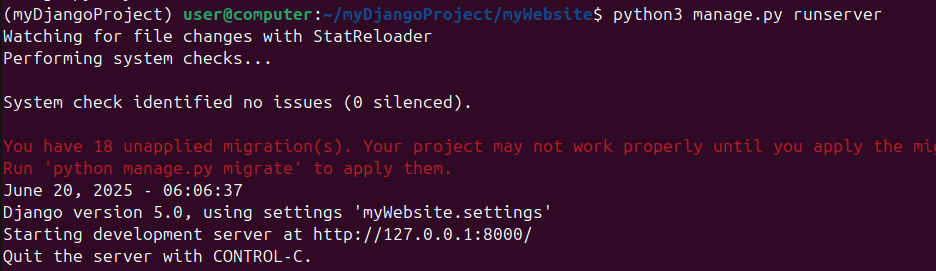 (myDjangoProject) user@computer:~/myDjangoProject/myWebsite$ python3 manage.py runserver
Watching for file changes with StatReloader
Performing system checks...
System check identified no issues (0 silenced).
You have 18 unapplied migration(s). Your project may not work properly until you apply the mig
Run 'python manage.py migrate' to apply them.
June 20, 2025 - 06:06:37
Django version 5.0, using settings 'myWebsite.settings'
Starting development server at http://127.0.0.1:8000/
Quit the server with CONTROL-C.